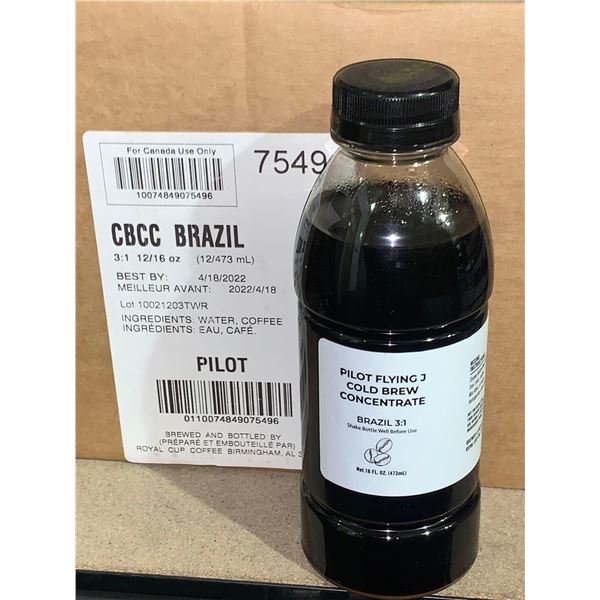 For Canada Use Only
10074849075496
7549
CBCC BRAZIL
3:1 12/16 oz (12/473 mL)
BEST BY: 4/18/2022
MEILLEUR AVANT: 2022/4/18
Lot 10021203TWR
INGREDIENTS: WATER, COFFEE
INGRÉDIENTS: EAU, CAFÉ.
PILOT
0110074849075496
BREWED AND BOTTLED BY
(PRÉPARÉ ET EMBOUTEILLÉ PAR)
ROYAL CUP COFFEE BIRMINGHAM, AL 3
PILOT FLYING J
COLD BREW
CONCENTRATE
BRAZIL 3:1
Shake Bottle Well Before Use
Net 16 FL. OZ. (473mL)